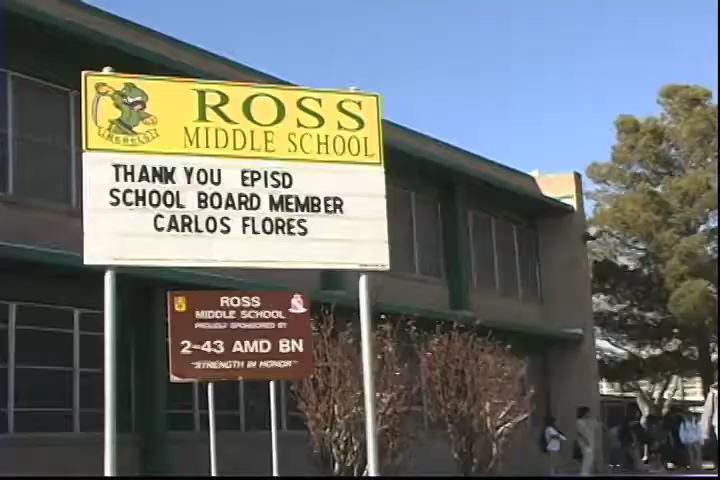 ROSS
MIDDLE SCHOOL
REBELS
THANK YOU EPISD
SCHOOL BOARD MEMBER
CARLOS FLORES
ROSS
MIDDLE SCHOOL
PROUDLY SPONSORED BY
2-43 AMD BN
"STRENGTH IN HONOR"